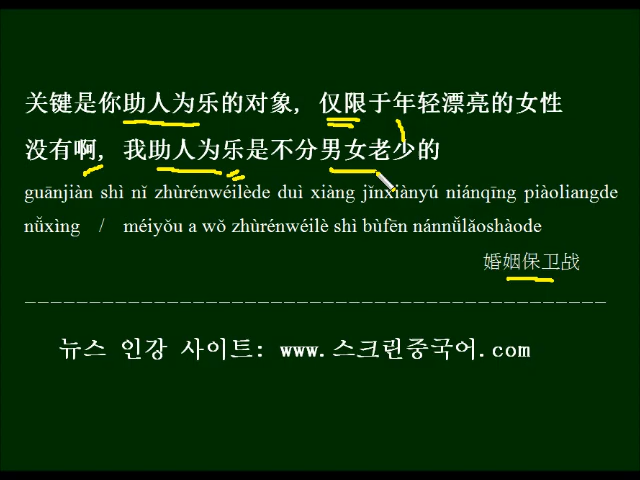 关键是你助人为乐的对象，仅限于年轻漂亮的女性
没有啊，我助人为乐是不分男女老少的
guānjiàn shì nǐ zhùrénwéilède duì xiàng jǐnxiànyú niánqīng piàoliangde
nǚxìng / méiyǒu a wǒ zhùrénwéilè shì bùfēn nánnǚlǎoshàode
婚姻保卫战
뉴스 인강 사이트: www.스크린중국어.com